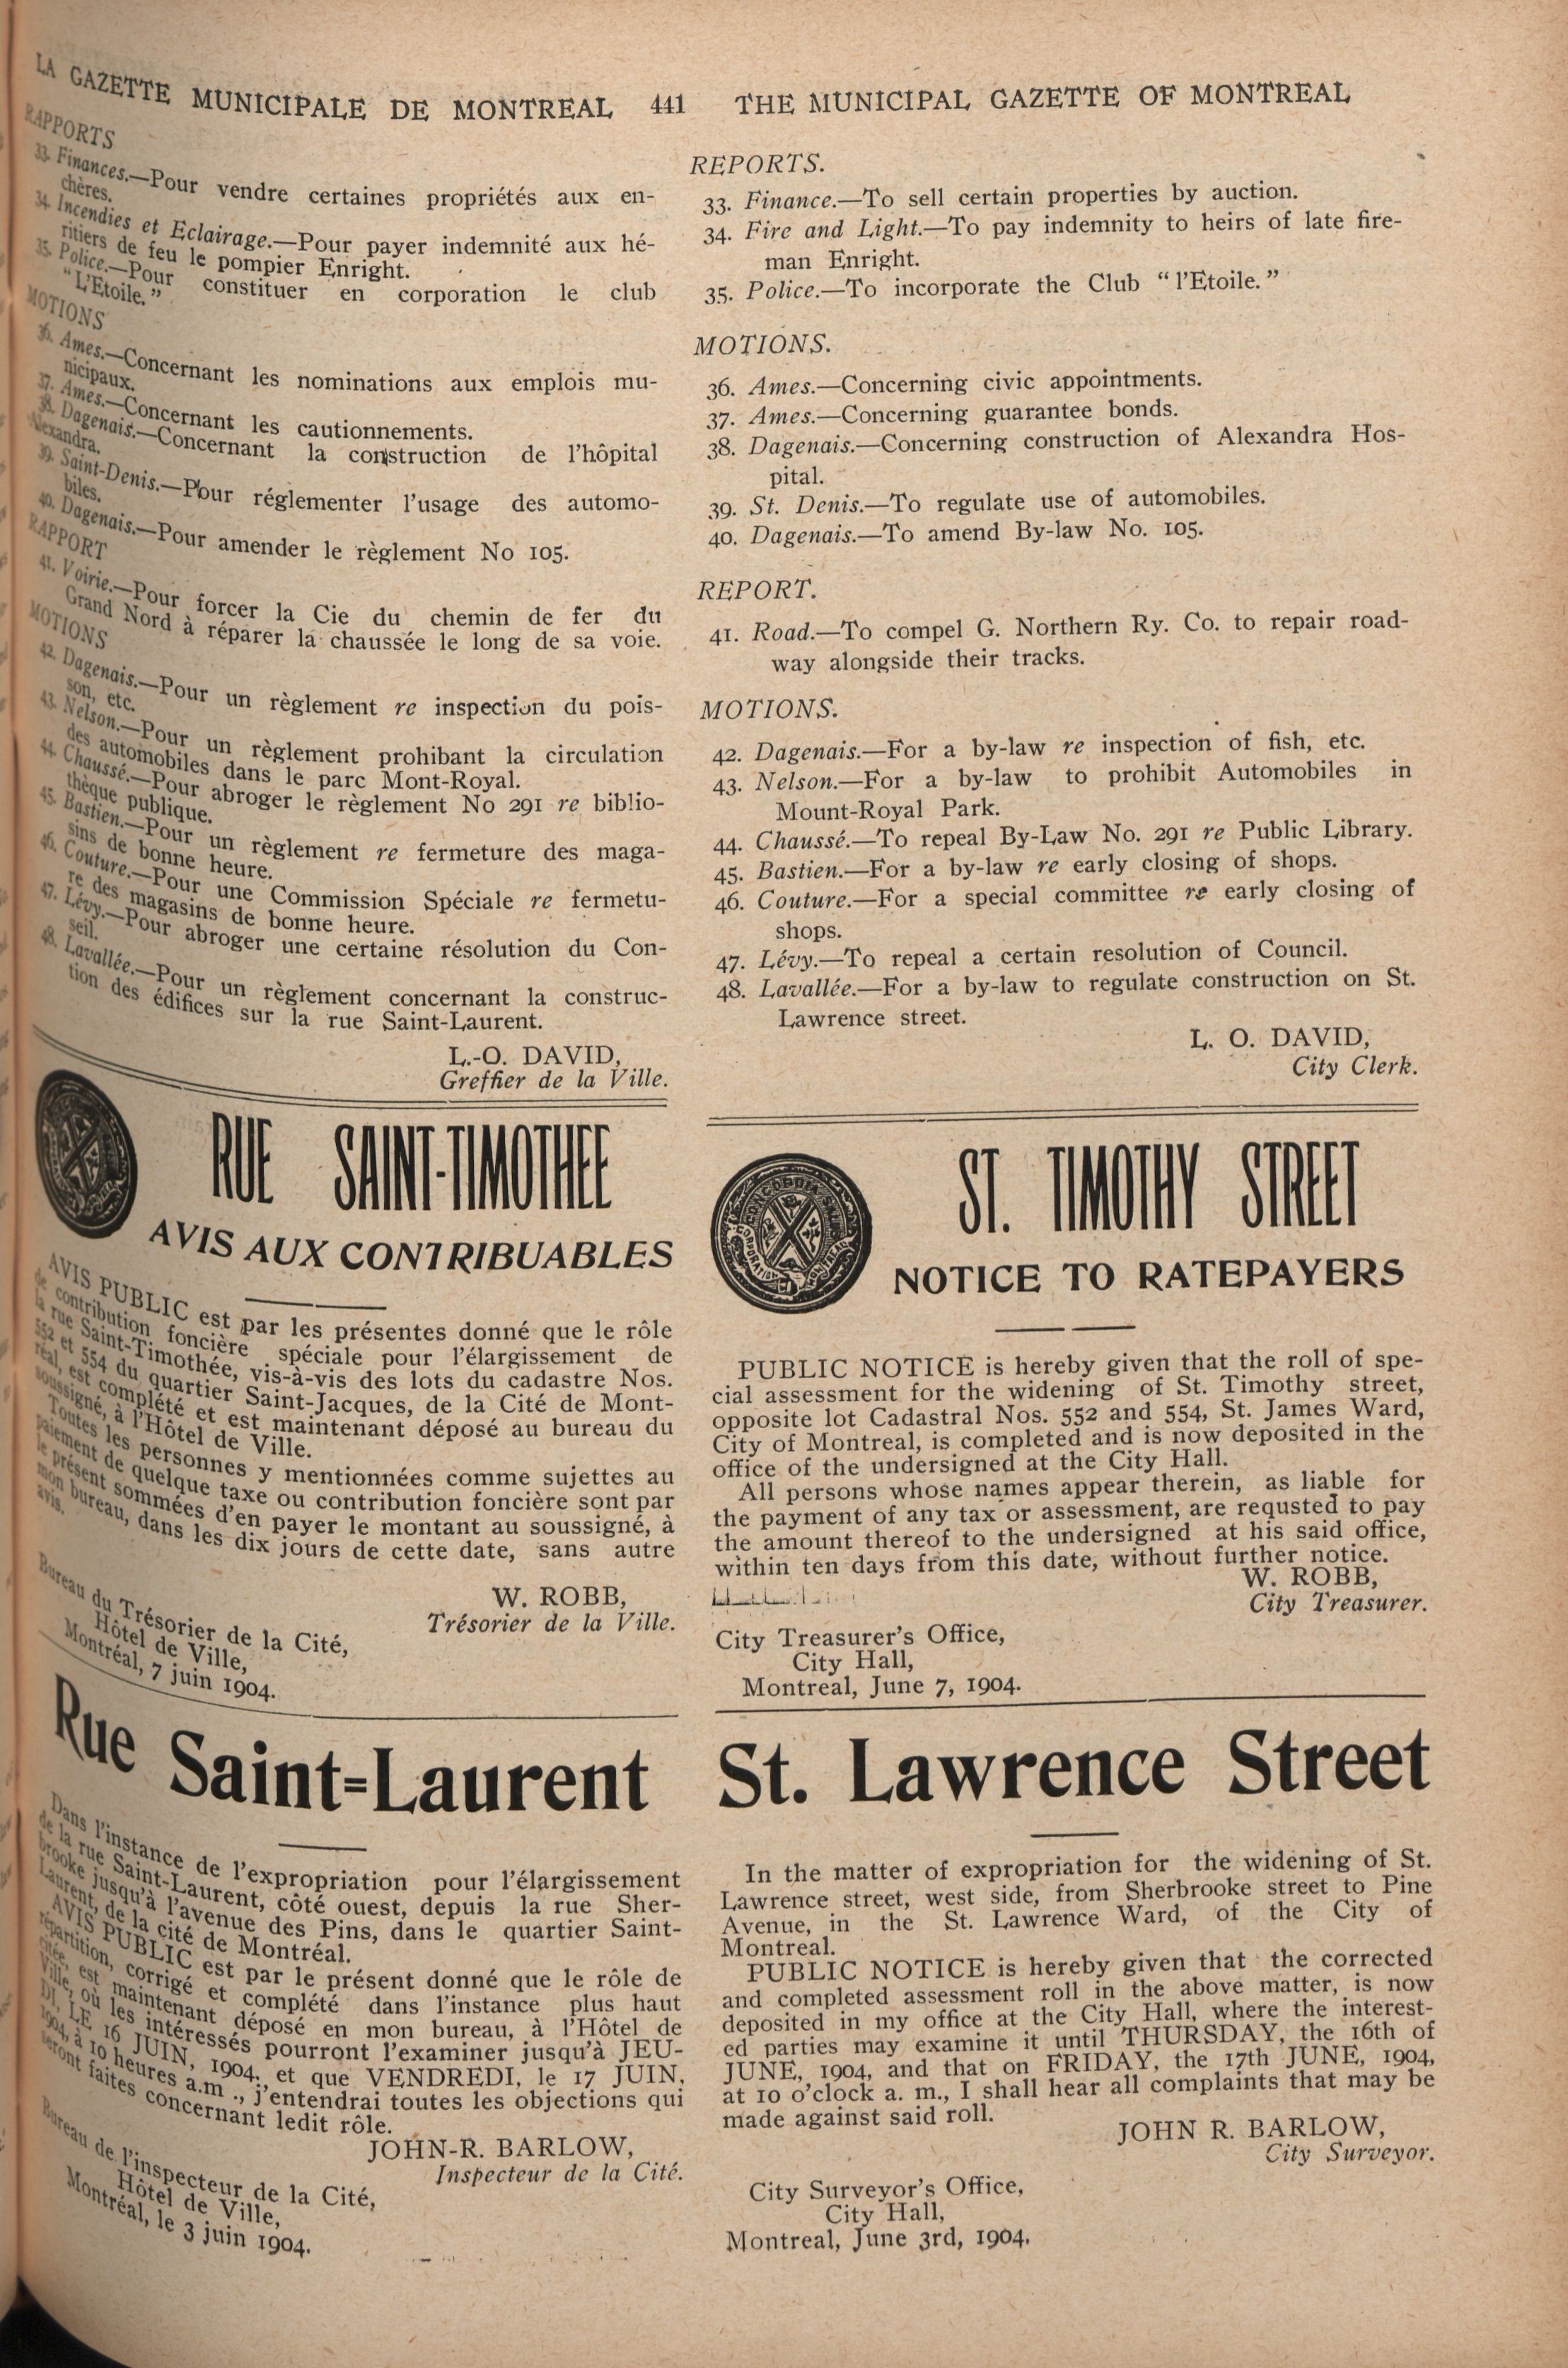 LA GAZETTE MUNICIPALE DE MONTREAL 441 THE MUNICIPAL GAZETTE OF MONTREAL
RAPPORTS
33. Finances.—Pour vendre certaines propriétés aux en-
chères.
34. Incendies et Eclairage.—Pour payer indemnité aux hé-
ritiers de feu le pompier Enright.
35. Police.—Pour constituer en corporation le club
"L'Etoile."
MOTIONS
36. Ames.—Concernant les nominations aux emplois mu-
nicipaux.
37. Ames.—Concernant les cautionnements.
38. Dagenais.—Concernant la construction de l'hôpital
Alexandra.
39. Saint-Denis.—Pour réglementer l'usage des automo-
biles.
40. Dagenais.—Pour amender le règlement No 105.
RAPPORT
41. Voirie.—Pour forcer la Cie du chemin de fer du
Grand Nord à réparer la chaussée le long de sa voie.
MOTIONS
42. Dagenais.—Pour un règlement re inspection du pois-
son, etc.
43. Nelson.—Pour un règlement prohibant la circulation
des automobiles dans le parc Mont-Royal.
44. Chaussé.—Pour abroger le règlement No 291 re biblio-
thèque publique.
45. Bastien.—Pour un règlement re fermeture des maga-
sins de bonne heure.
46. Couture.—Pour une Commission Spéciale re fermetu-
re des magasins de bonne heure.
47. Lévy.—Pour abroger une certaine résolution du Con-
seil.
48. Lavallée.—Pour un règlement concernant la construc-
tion des édifices sur la rue Saint-Laurent.
L.-O. DAVID,
Greffier de la Ville.
RUE SAINT-TIMOTHEE
AVIS AUX CONTRIBUABLES
AVIS PUBLIC est par les présentes donné que le rôle
de contribution foncière spéciale pour l'élargissement de
la rue Saint-Timothée, vis-à-vis des lots du cadastre Nos.
552 et 554 du quartier Saint-Jacques, de la Cité de Mont-
réal, est complété et est maintenant déposé au bureau du
soussigné, à l'Hôtel de Ville.
Toutes les personnes y mentionnées comme sujettes au
paiement de quelque taxe ou contribution foncière sont par
le présent sommées d'en payer le montant au soussigné, à
mon bureau, dans les dix jours de cette date, sans autre
avis.
W. ROBB,
Trésorier de la Ville.
Bureau du Trésorier de la Cité,
Hôtel de Ville,
Montréal, 7 juin 1904.
Rue Saint-Laurent
Dans l'instance de l'expropriation pour l'élargissement
de la rue Saint-Laurent, côté ouest, depuis la rue Sher-
brooke jusqu'à l'avenue des Pins, dans le quartier Saint-
Laurent, de la cité de Montréal.
AVIS PUBLIC est par le présent donné que le rôle de
répartition, corrigé et complété dans l'instance plus haut
citée, est maintenant déposé en mon bureau, à l'Hôtel de
Ville, où les intéressés pourront l'examiner jusqu'à JEU-
DI, LE 16 JUIN, 1904; et que VENDREDI, le 17 JUIN,
1904, à 10 heures a.m., j'entendrai toutes les objections qui
seront faites concernant ledit rôle.
JOHN-R. BARLOW,
Inspecteur de la Cité.
Bureau de l'inspecteur de la Cité,
Hôtel de Ville,
Montréal, le 3 juin 1904.
REPORTS.
33. Finance.—To sell certain properties by auction.
34. Fire and Light.—To pay indemnity to heirs of late fire-
man Enright.
35. Police.—To incorporate the Club "l'Etoile."
MOTIONS.
36. Ames.—Concerning civic appointments.
37. Ames.—Concerning guarantee bonds.
38. Dagenais.—Concerning construction of Alexandra Hos-
pital.
39. St. Denis.—To regulate use of automobiles.
40. Dagenais.—To amend By-law No. 105.
REPORT.
41. Road.—To compel G. Northern Ry. Co. to repair road-
way alongside their tracks.
MOTIONS.
42. Dagenais.—For a by-law re inspection of fish, etc.
43. Nelson.—For a by-law to prohibit Automobiles in
Mount-Royal Park.
44. Chaussé.—To repeal By-Law No. 291 re Public Library.
45. Bastien.—For a by-law re early closing of shops.
46. Couture.—For a special committee re early closing of
shops.
47. Lévy.—To repeal a certain resolution of Council.
48. Lavallée.—For a by-law to regulate construction on St.
Lawrence street.
L. O. DAVID,
City Clerk.
CONCORDIA SALUS
ST. TIMOTHY STREET
NOTICE TO RATEPAYERS
PUBLIC NOTICE is hereby given that the roll of spe-
cial assessment for the widening of St. Timothy street,
opposite lot Cadastral Nos. 552 and 554, St. James Ward,
City of Montreal, is completed and is now deposited in the
office of the undersigned at the City Hall.
All persons whose names appear therein, as liable for
the payment of any tax or assessment, are requsted to pay
the amount thereof to the undersigned at his said office,
within ten days from this date, without further notice.
W. ROBB,
City Treasurer.
City Treasurer's Office,
City Hall,
Montreal, June 7, 1904.
St. Lawrence Street
In the matter of expropriation for the widening of St.
Lawrence street, west side, from Sherbrooke street to Pine
Avenue, in the St. Lawrence Ward, of the City of
Montreal.
PUBLIC NOTICE is hereby given that the corrected
and completed assessment roll in the above matter, is now
deposited in my office at the City Hall, where the interest-
ed parties may examine it until THURSDAY, the 16th of
JUNE, 1904, and that on FRIDAY, the 17th JUNE, 1904,
at 10 o'clock a. m., I shall hear all complaints that may be
made against said roll.
JOHN R. BARLOW,
City Surveyor.
City Surveyor's Office,
City Hall,
Montreal, June 3rd, 1904.